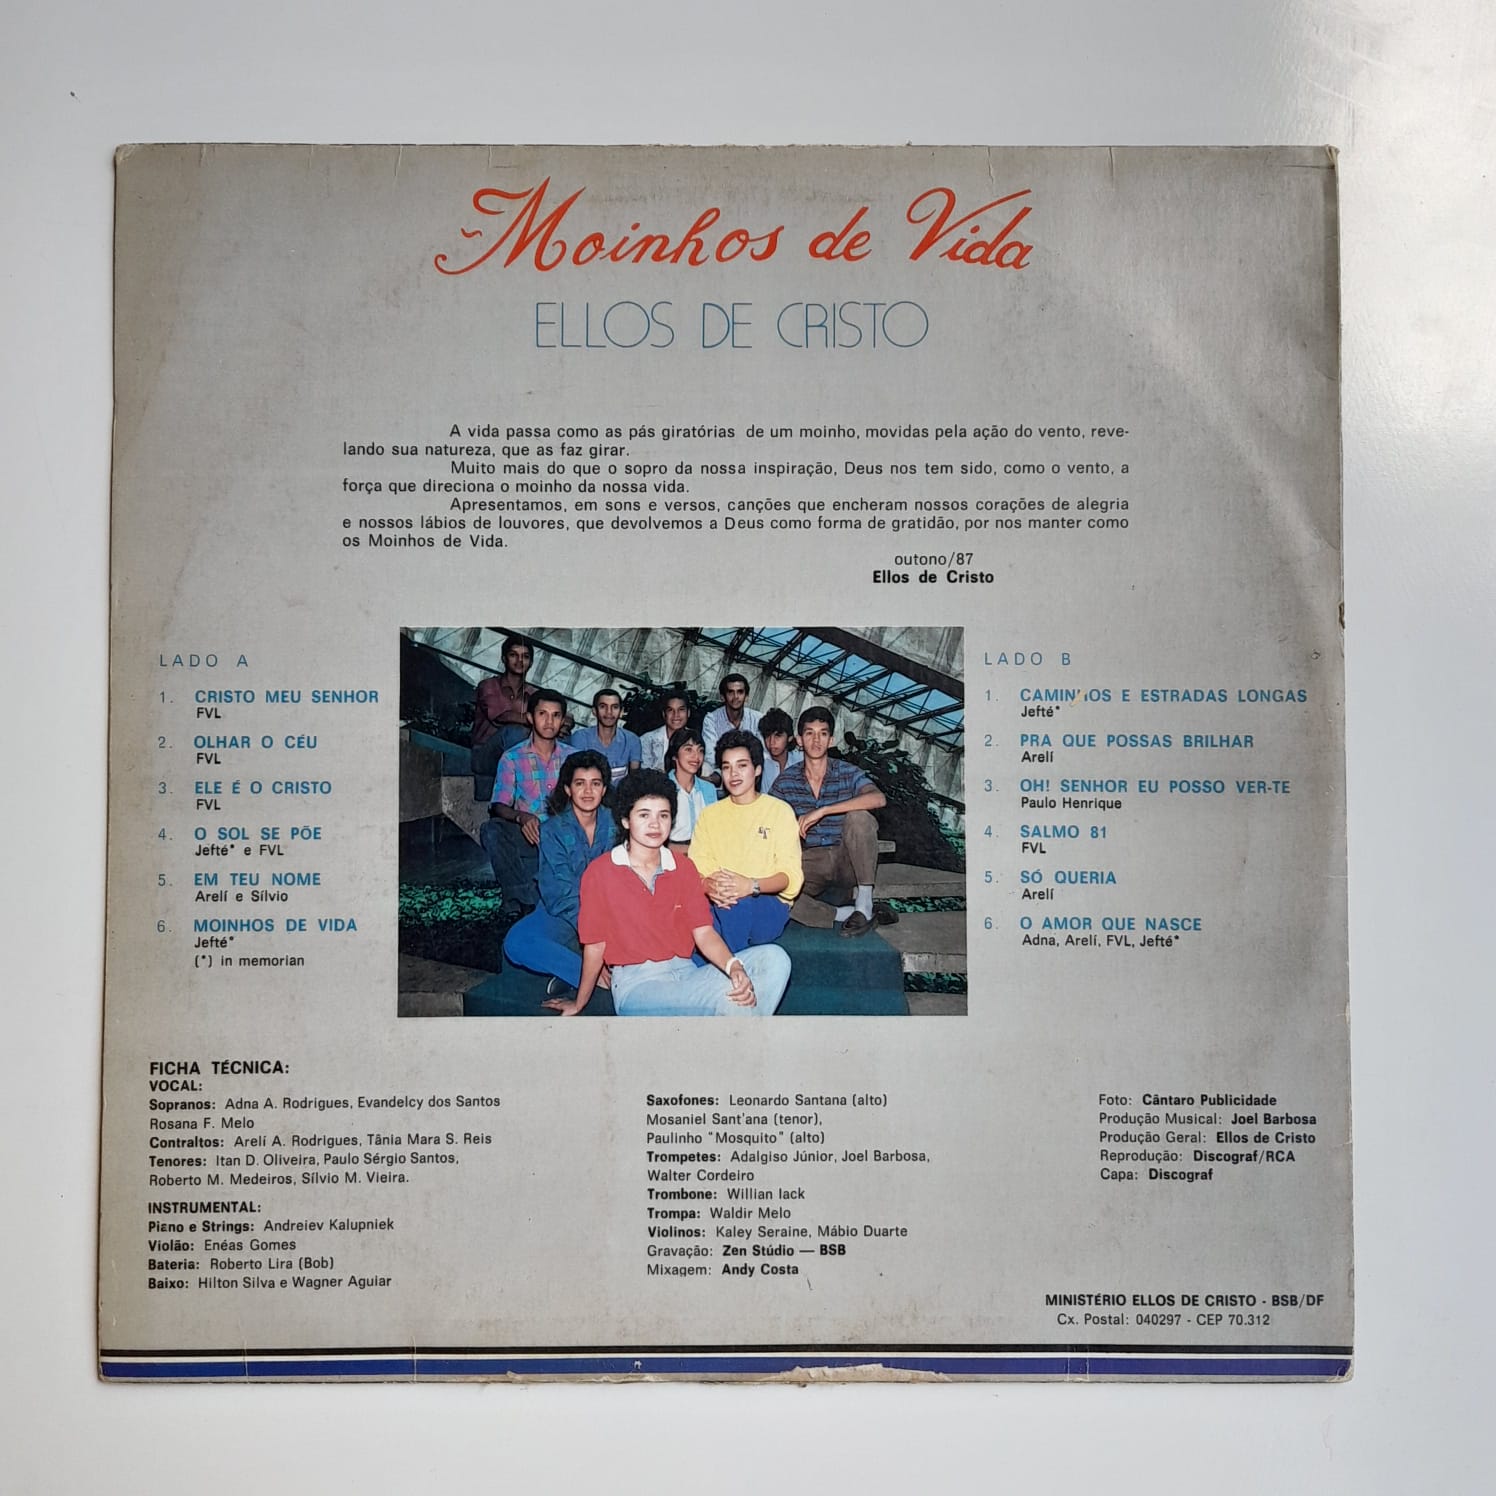 Moinhos de Vida
ELLOS DE CRISTO
A vida passa como as pás giratórias de um moinho, movidas pela ação do vento, reve-
lando sua natureza, que as faz girar.
Muito mais do que o sopro da nossa inspiração, Deus nos tem sido, como o vento, a
força que direciona o moinho da nossa vida.
Apresentamos, em sons e versos, canções que encheram nossos corações de alegria
e nossos lábios de louvores, que devolvemos a Deus como forma de gratidão, por nos manter como
os Moinhos de Vida.
outono/87
Ellos de Cristo
LADO A
1. CRISTO MEU SENHOR
FVL
2. OLHAR O CÉU
FVL
3. ELE É O CRISTO
FVL
4. O SOL SE PÕE
Jefté* e FVL
5. EM TEU NOME
Arelí e Sílvio
6. MOINHOS DE VIDA
Jefté*
(*) in memorian
LADO B
1. CAMINHOS E ESTRADAS LONGAS
Jefté*
2. PRA QUE POSSAS BRILHAR
Arelí
3. OH! SENHOR EU POSSO VER-TE
Paulo Henrique
4. SALMO 81
FVL
5. SÓ QUERIA
Arelí
6. O AMOR QUE NASCE
Adna, Arelí, FVL, Jefté*
FICHA TÉCNICA:
VOCAL:
Sopranos: Adna A. Rodrigues, Evandelcy dos Santos
Rosana F. Melo
Contraltos: Arelí A. Rodrigues, Tânia Mara S. Reis
Tenores: Itan D. Oliveira, Paulo Sérgio Santos,
Roberto M. Medeiros, Sílvio M. Vieira.
INSTRUMENTAL:
Piano e Strings: Andreiev Kalupniek
Violão: Enéas Gomes
Bateria: Roberto Lira (Bob)
Baixo: Hilton Silva e Wagner Aguiar
Saxofones: Leonardo Santana (alto)
Mosaniel Sant'ana (tenor),
Paulinho "Mosquito" (alto)
Trompetes: Adalgiso Júnior, Joel Barbosa,
Walter Cordeiro
Trombone: Willian Iack
Trompa: Waldir Melo
Violinos: Kaley Seraine, Mábio Duarte
Gravação: Zen Stúdio — BSB
Mixagem: Andy Costa
Foto: Cântaro Publicidade
Produção Musical: Joel Barbosa
Produção Geral: Ellos de Cristo
Reprodução: Discograf/RCA
Capa: Discograf
MINISTÉRIO ELLOS DE CRISTO - BSB/DF
Cx. Postal: 040297 - CEP 70.312